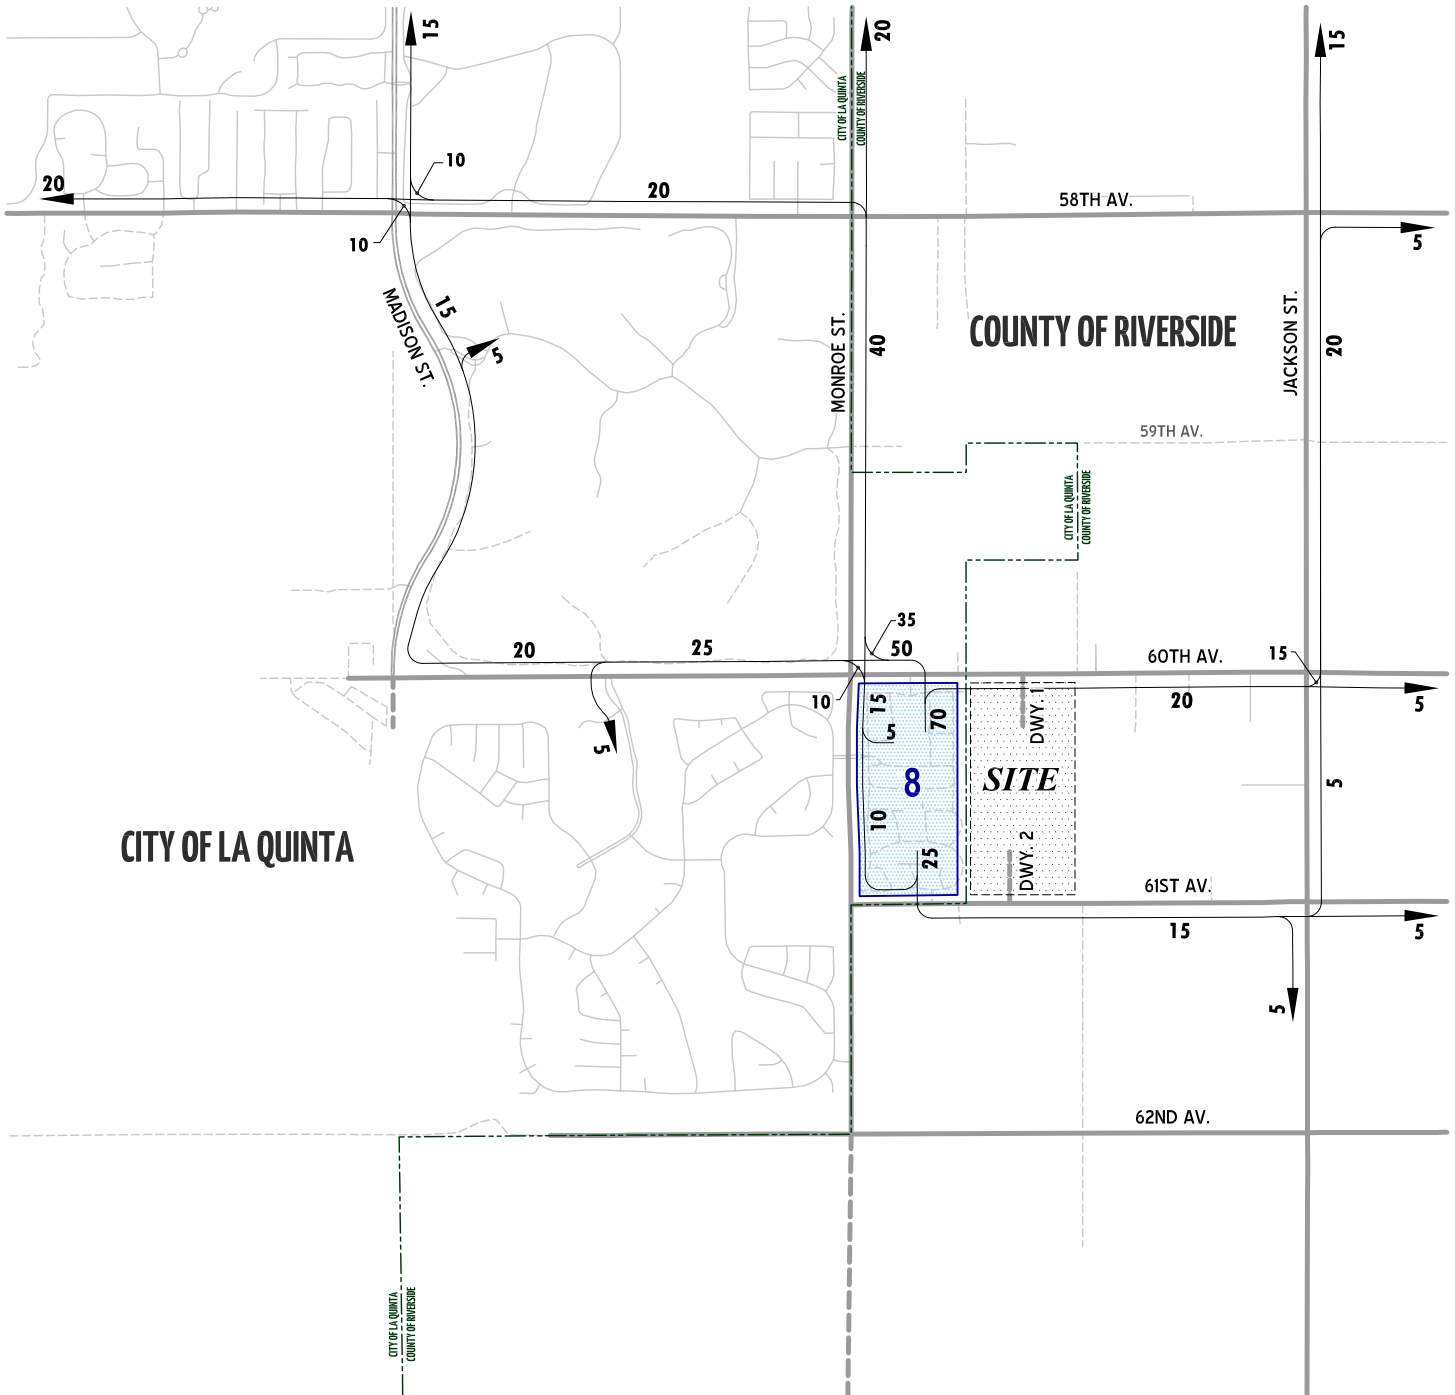 15
20
15
CITY OF LA QUINTA
COUNTY OF RIVERSIDE
10
20
20
58TH AV.
10
5
MADISON ST.
15
5
MONROE ST.
40
COUNTY OF RIVERSIDE
JACKSON ST.
20
59TH AV.
CITY OF LA QUINTA
COUNTY OF RIVERSIDE
35
20
25
50
60TH AV.
15
10
15
5
70
DWY. 1
20
5
5
8
SITE
5
CITY OF LA QUINTA
10
25
DWY. 2
61ST AV.
15
5
5
62ND AV.
CITY OF LA QUINTA
COUNTY OF RIVERSIDE